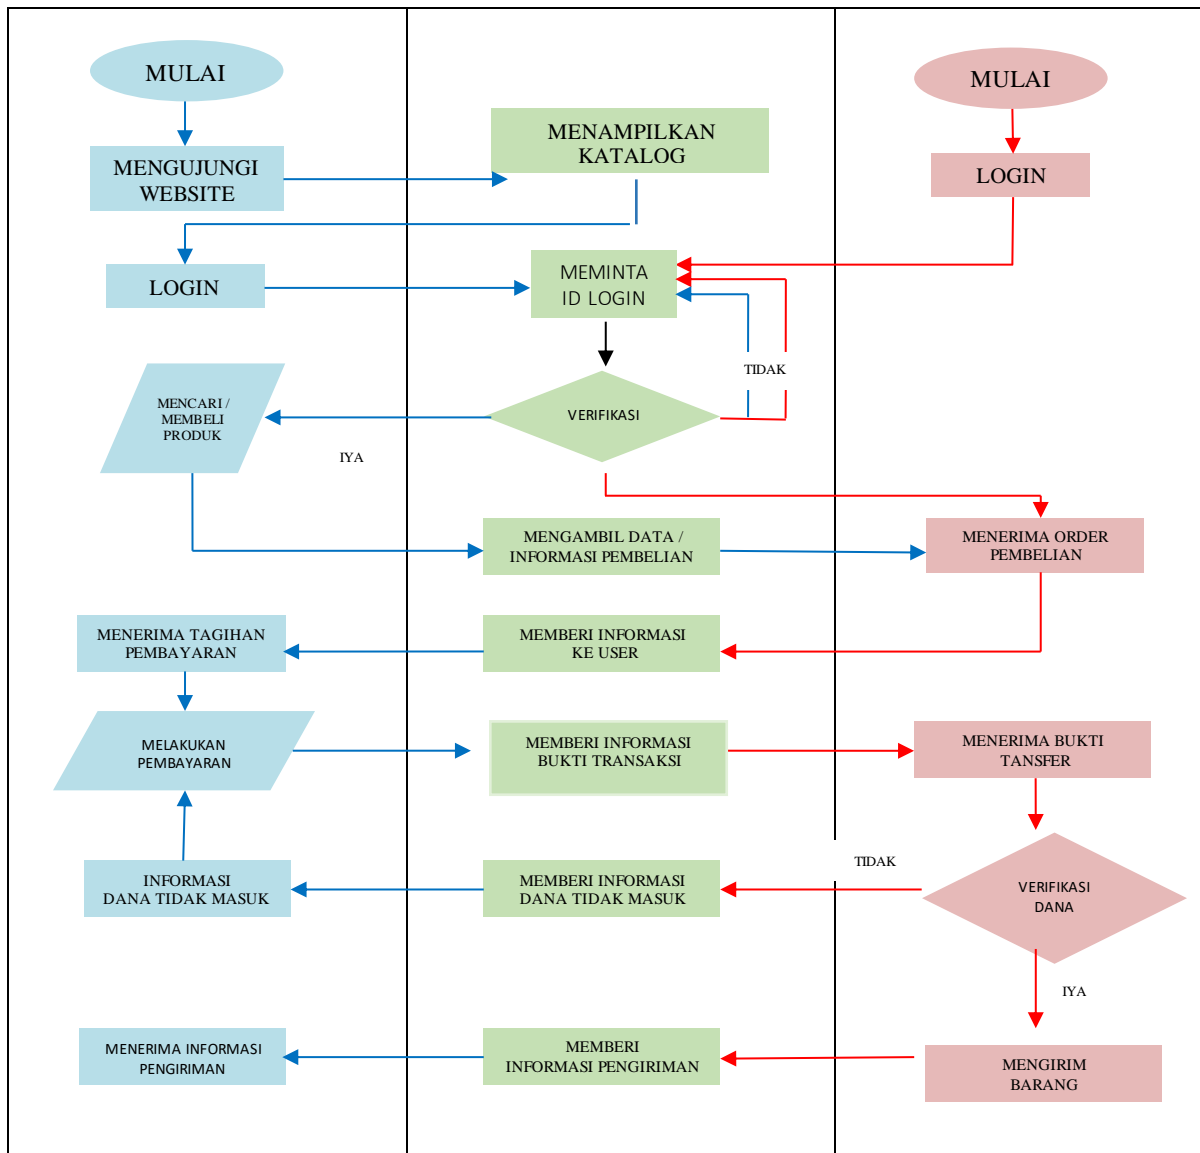 MULAI
MULAI
MENAMPILKAN
KATALOG
MENGUJUNGI
WEBSITE
LOGIN
LOGIN
MEMINTA
ID LOGIN
TIDAK
MENCARI /
MEMBELI
PRODUK
VERIFIKASI
IYA
MENGAMBIL DATA /
INFORMASI PEMBELIAN
MENERIMA ORDER
PEMBELIAN
MENERIMA TAGIHAN
PEMBAYARAN
MEMBERI INFORMASI
KE USER
MELAKUKAN
PEMBAYARAN
MEMBERI INFORMASI
BUKTI TRANSAKSI
MENERIMA BUKTI
TANSFER
TIDAK
INFORMASI
DANA TIDAK MASUK
MEMBERI INFORMASI
DANA TIDAK MASUK
VERIFIKASI
DANA
IYA
MENERIMA INFORMASI
PENGIRIMAN
MEMBERI
INFORMASI PENGIRIMAN
MENGIRIM
BARANG